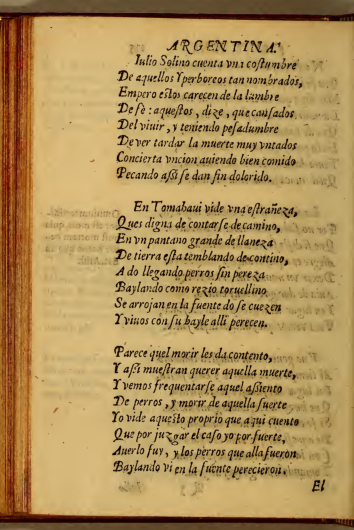 ARGENTINA.
Iulio Solino cuenta vna costumbre
De aquellos Yperboreos tan nombrados,
Empero estos carecen de la lumbre
De fè: aquestos, dize, que cansados
Del viuir, y teniendo pesadumbre
De ver tardar la muerte muy vntados
Concierta vncion auiendo bien comido
Pecando assi se dan fin dolorido.
En Tomahaui vide vna estrañeza,
Ques digna de contarse de camino,
En vn pantano grande de llaneza
De tierra esta temblando de contino,
A do llegando perros sin pereza
Baylando como rezio toruellino
Se arrojan en la fuente do se cuezen
Y viuos con su bayle alli perecen.
Parece quel morir les da contento,
Y assi muestran querer aquella muerte,
Y vemos frequentarse aquel assiento
De perros, y morir de aquella suerte
Yo vide aquesto proprio que aqui cuento
Que por juzgar el caso yo por fuerte,
Auerlo fuy, y los perros que alla fueron
Baylando vi en la fuente perecieron.
El